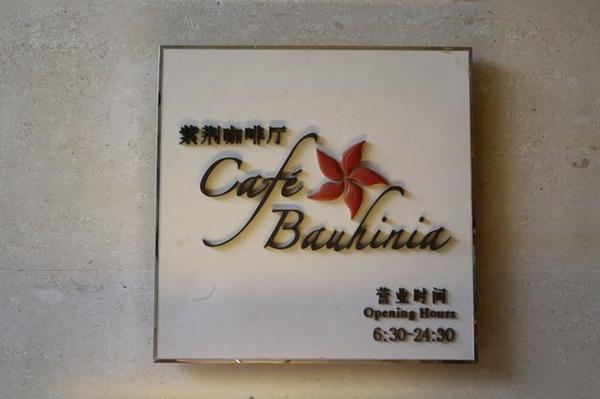 紫荆咖啡厅
Café
Bauhinia
营业时间
Opening Hours
6:30-24:30